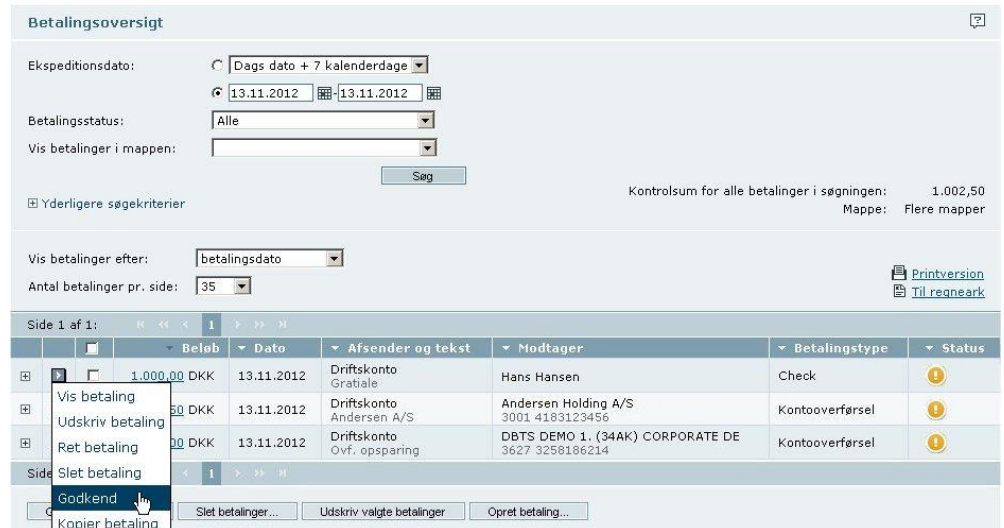 Betalingsoversigt
Ekspeditionsdato: Dags dato + 7 kalenderdage
13.11.2012 - 13.11.2012
Betalingsstatus: Alle
Vis betalinger i mappen:
Søg
Kontrolsum for alle betalinger i søgningen: 1.002,50
Yderligere søgekriterier
Mappe: Flere mapper
Vis betalinger efter: betalingsdato
Printversion
Antal betalinger pr. side: 35
Til regneark
Side 1 af 1: 1
Beløb Dato Afsender og tekst Modtager Betalingstype Status
1.000,00 DKK 13.11.2012 Driftskonto Hans Hansen Check
Gratiale
Vis betaling
50 DKK 13.11.2012 Driftskonto Andersen Holding A/S Kontooverførsel
Andersen A/S 3001 4183123456
Udskriv betaling
00 DKK 13.11.2012 Driftskonto DBTS DEMO 1. (34AK) CORPORATE DE Kontooverførsel
Ovf. opsparing 3627 3258186214
Ret betaling
Side 1
Slet betaling
Godkend
Kopier betaling
Slet betalinger... Udskriv valgte betalinger Opret betaling...